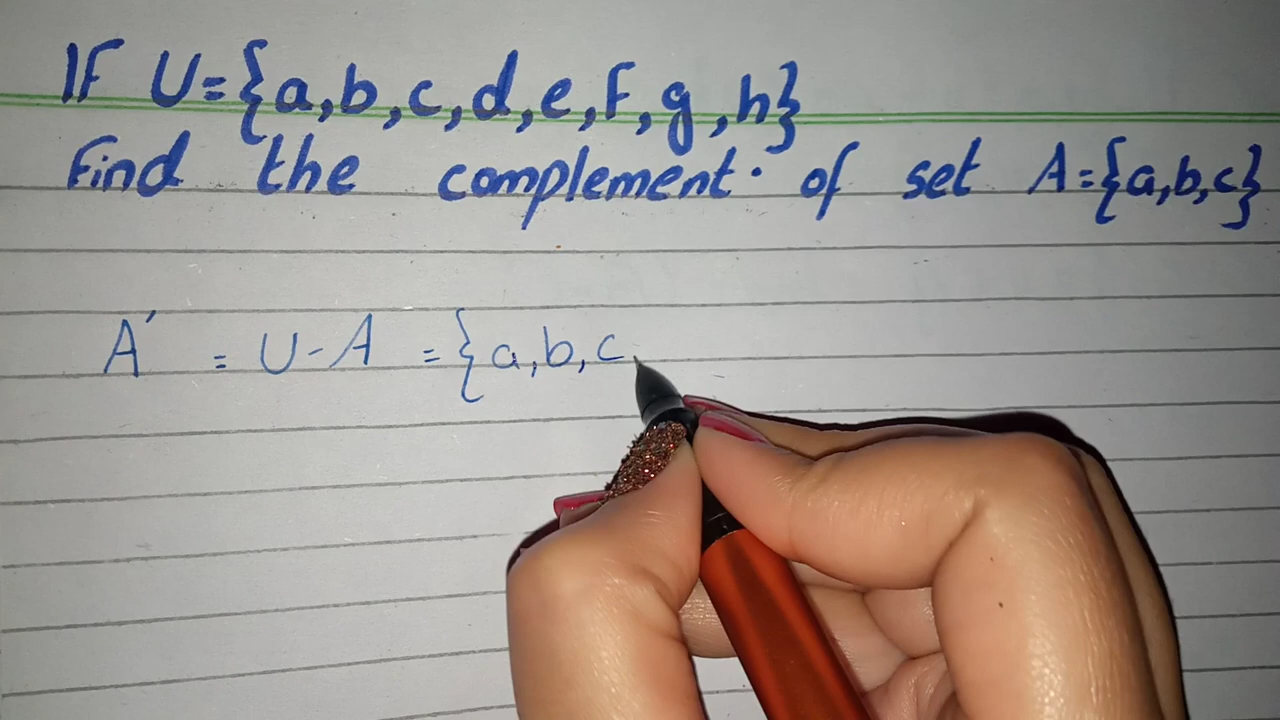 IF U={a,b,c,d,e,f,g,h}
Find the complement. of set A={a,b,c}
A' = U-A = {a,b,c,